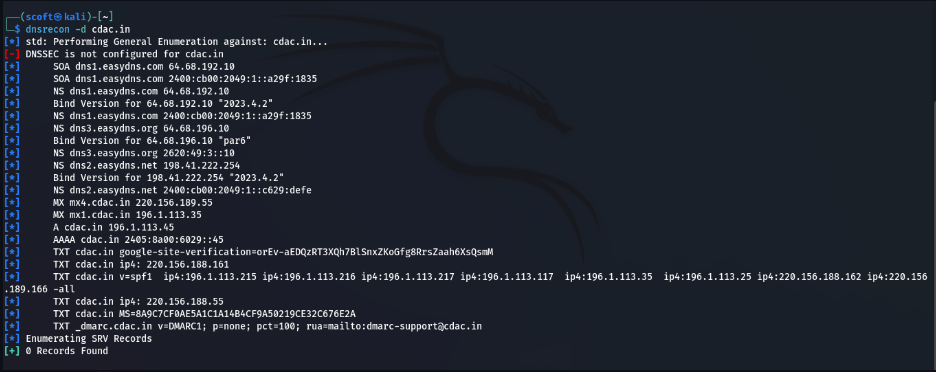 ┌──(scoft㉿kali)-[~]
└─$ dnsrecon -d cdac.in
[*] std: Performing General Enumeration against: cdac.in...
[-] DNSSEC is not configured for cdac.in
[*] SOA dns1.easydns.com 64.68.192.10
[*] SOA dns1.easydns.com 2400:cb00:2049:1::a29f:1835
[*] NS dns1.easydns.com 64.68.192.10
[*] Bind Version for 64.68.192.10 "2023.4.2"
[*] NS dns1.easydns.com 2400:cb00:2049:1::a29f:1835
[*] NS dns3.easydns.org 64.68.196.10
[*] Bind Version for 64.68.196.10 "par6"
[*] NS dns3.easydns.org 2620:49:3::10
[*] NS dns2.easydns.net 198.41.222.254
[*] Bind Version for 198.41.222.254 "2023.4.2"
[*] NS dns2.easydns.net 2400:cb00:2049:1::c629:defe
[*] MX mx4.cdac.in 220.156.189.55
[*] MX mx1.cdac.in 196.1.113.35
[*] A cdac.in 196.1.113.45
[*] AAAA cdac.in 2405:8a00:6029::45
[*] TXT cdac.in google-site-verification=orEv-aEDQzRT3XQh7BlSnxZKoGfg8RrsZaah6XsQsmM
[*] TXT cdac.in ip4: 220.156.188.161
[*] TXT cdac.in v=spf1  ip4:196.1.113.215 ip4:196.1.113.216 ip4:196.1.113.217 ip4:196.1.113.117  ip4:196.1.113.35  ip4:196.1.113.25 ip4:220.156.188.162 ip4:220.156
.189.166 -all
[*] TXT cdac.in ip4: 220.156.188.55
[*] TXT cdac.in MS=8A9C7CF0AE5A1C1A14B4CF9A50219CE32C676E2A
[*] TXT _dmarc.cdac.in v=DMARC1; p=none; pct=100; rua=mailto:dmarc-support@cdac.in
[*] Enumerating SRV Records
[+] 0 Records Found